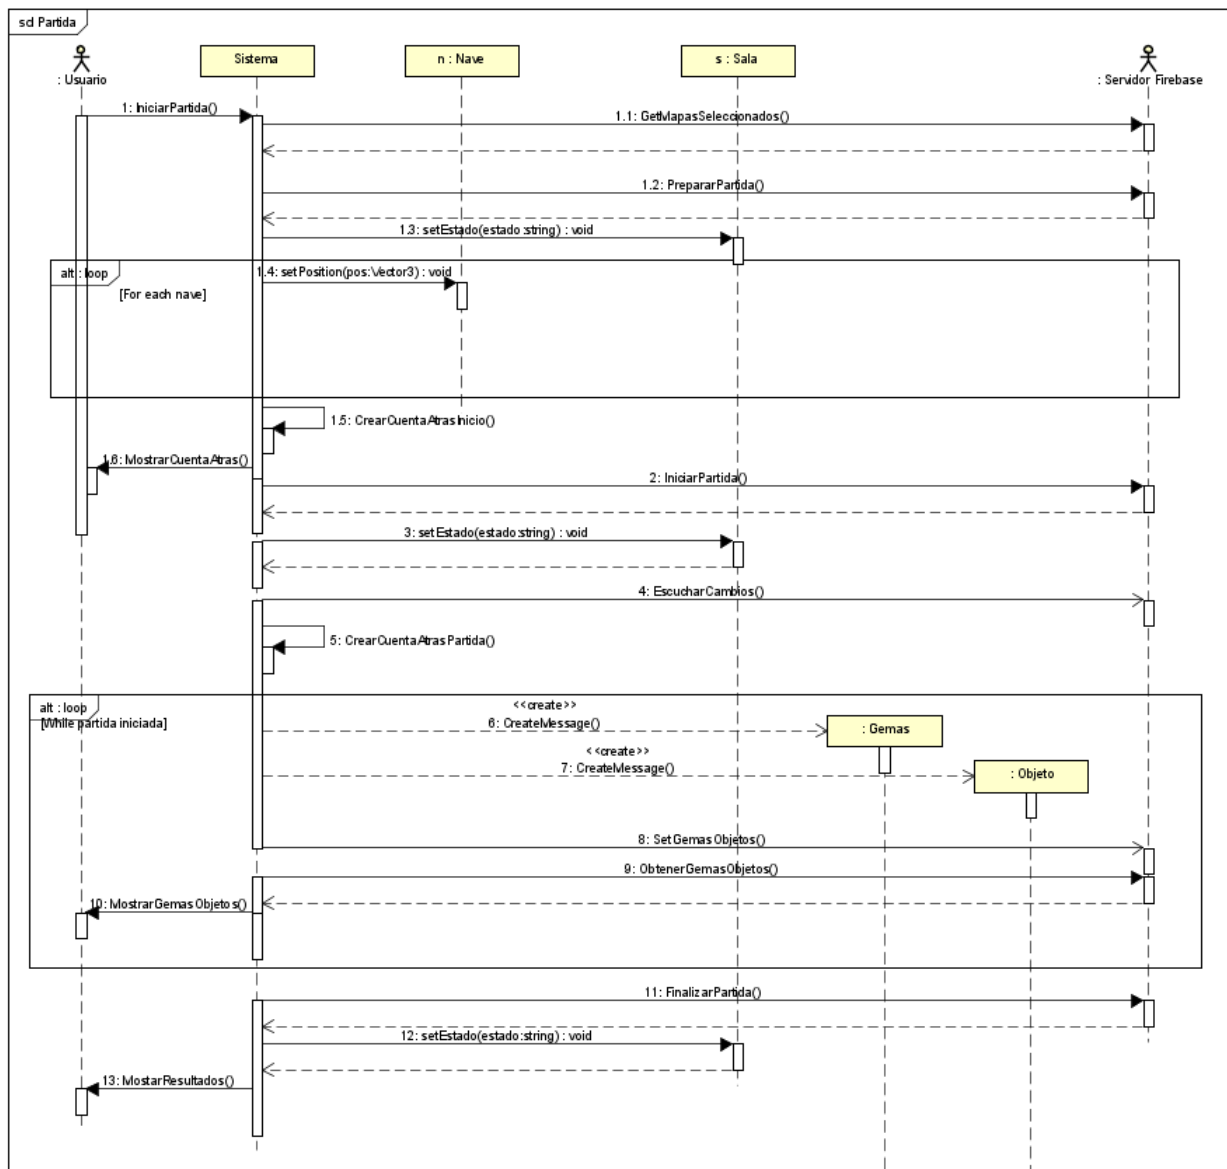 sd Partida
: Usuario
Sistema
n : Nave
s : Sala
: Servidor Firebase
1: IniciarPartida()
1.1: GetMapasSeleccionados()
1.2: PrepararPartida()
1.3: setEstado(estado:string) : void
alt : loop
1.4: setPosition(pos:Vector3) : void
[For each nave]
1.5: CrearCuentaAtrasInicio()
1.6: MostrarCuentaAtras()
2: IniciarPartida()
3: setEstado(estado:string) : void
4: EscucharCambios()
5: CrearCuentaAtrasPartida()
alt : loop
[While partida iniciada]
<<create>>
6: CreateMessage()
: Gemas
<<create>>
7: CreateMessage()
: Objeto
8: SetGemasObjetos()
9: ObtenerGemasObjetos()
10: MostrarGemasObjetos()
11: FinalizarPartida()
12: setEstado(estado:string) : void
13: MostarResultados()